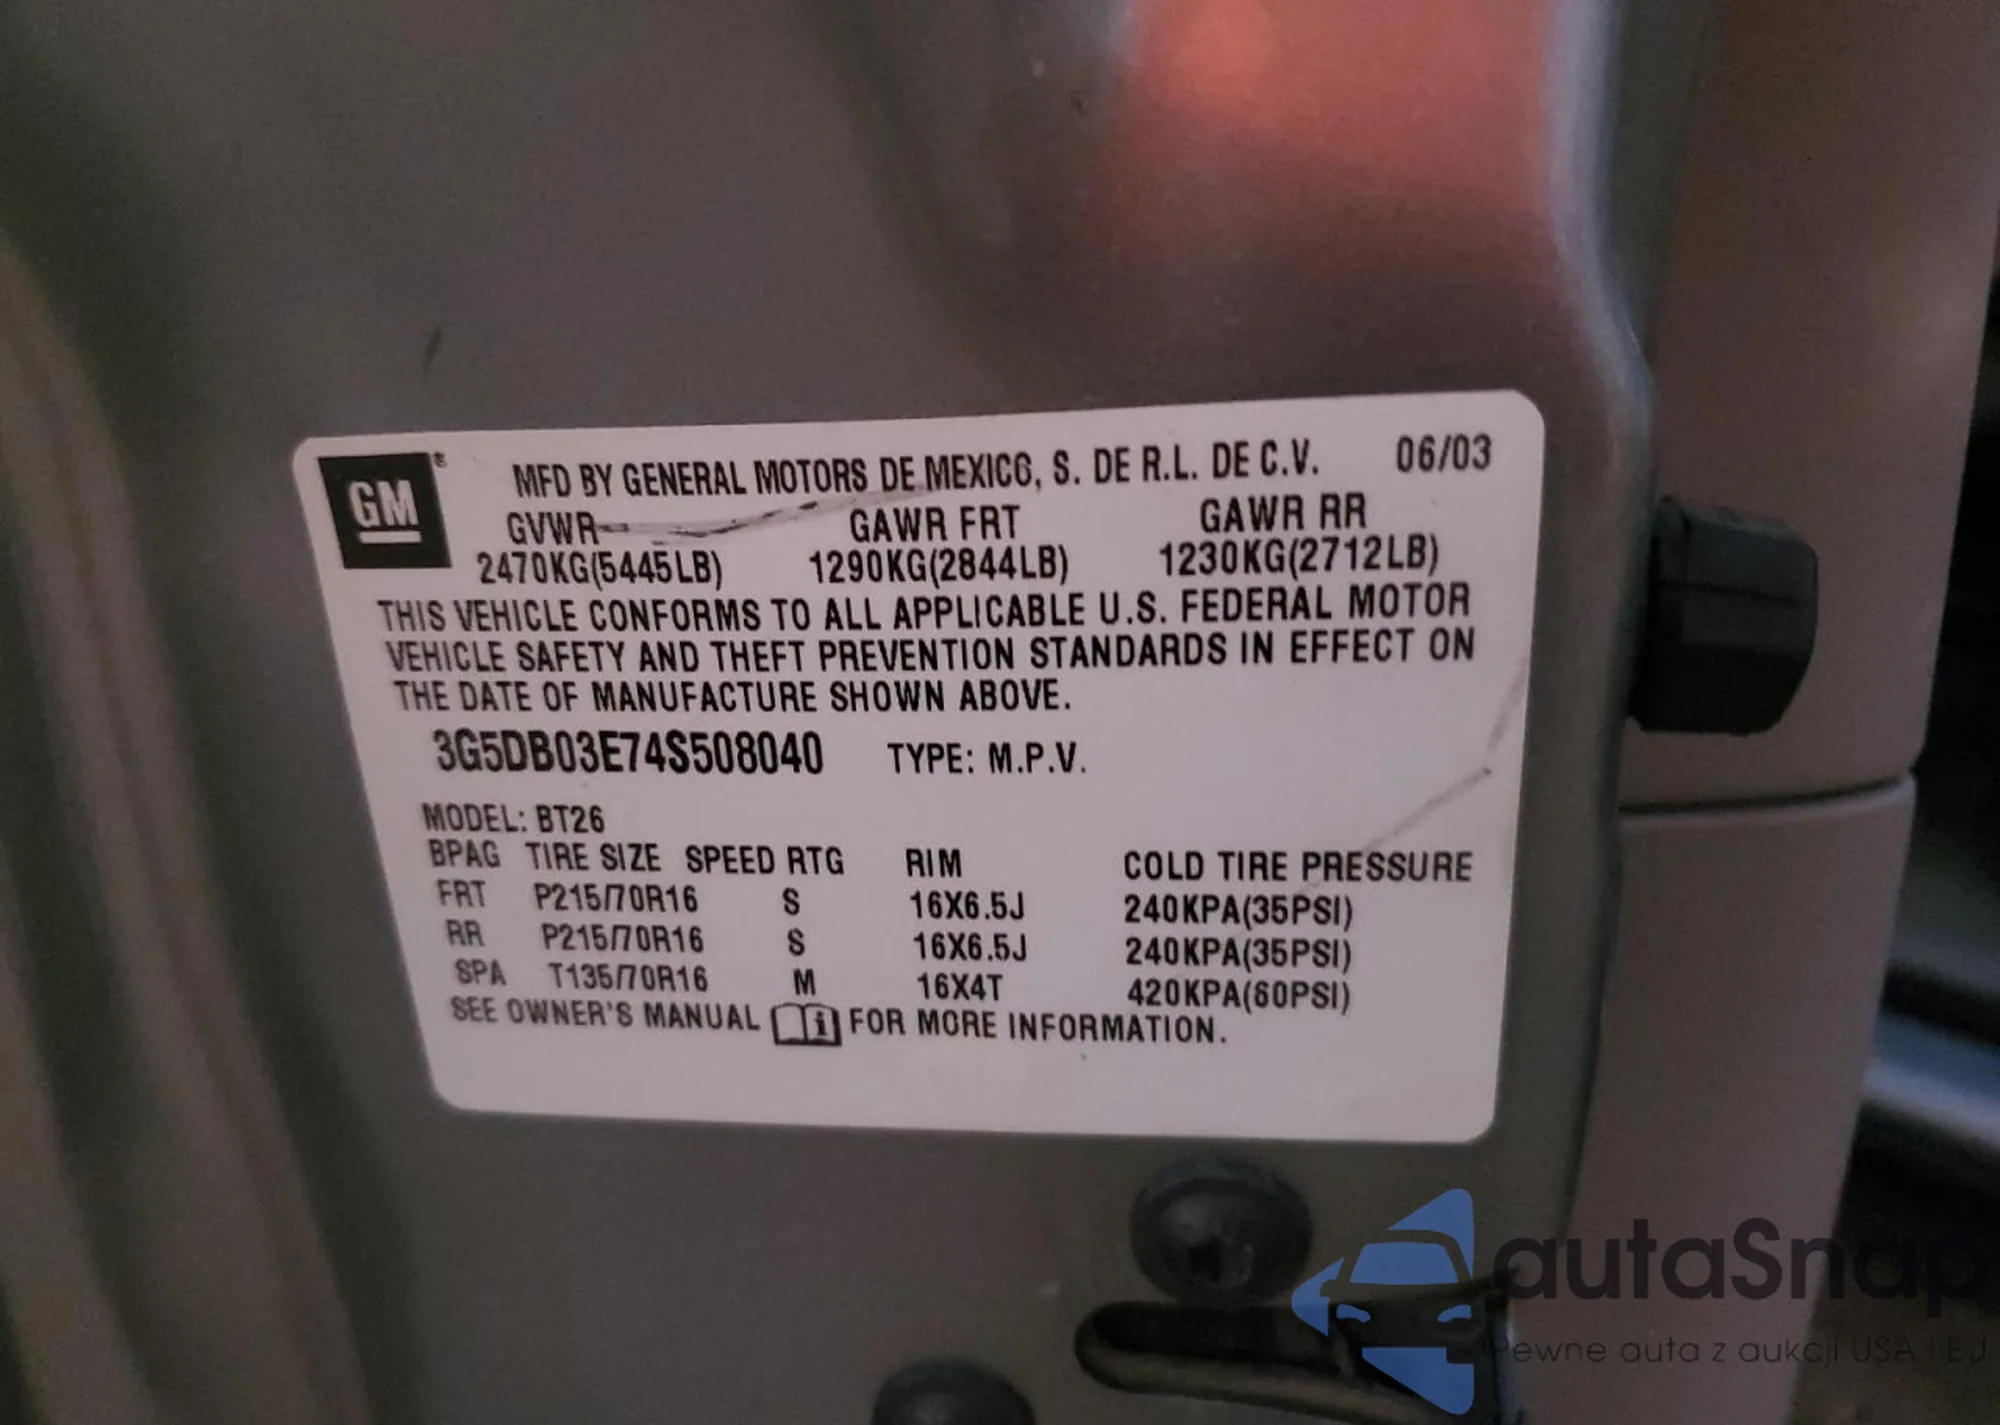 GM ®
MFD BY GENERAL MOTORS DE MEXICO, S. DE R.L. DE C.V. 06/03
GVWR GAWR FRT GAWR RR
2470KG(5445LB) 1290KG(2844LB) 1230KG(2712LB)
THIS VEHICLE CONFORMS TO ALL APPLICABLE U.S. FEDERAL MOTOR
VEHICLE SAFETY AND THEFT PREVENTION STANDARDS IN EFFECT ON
THE DATE OF MANUFACTURE SHOWN ABOVE.
3G5DB03E74S508040 TYPE: M.P.V.
MODEL: BT26
BPAG TIRE SIZE SPEED RTG RIM COLD TIRE PRESSURE
FRT P215/70R16 S 16X6.5J 240KPA(35PSI)
RR P215/70R16 S 16X6.5J 240KPA(35PSI)
SPA T135/70R16 M 16X4T 420KPA(60PSI)
SEE OWNER'S MANUAL i FOR MORE INFORMATION.
autaSnap
Pewne auta z aukcji USA i EU